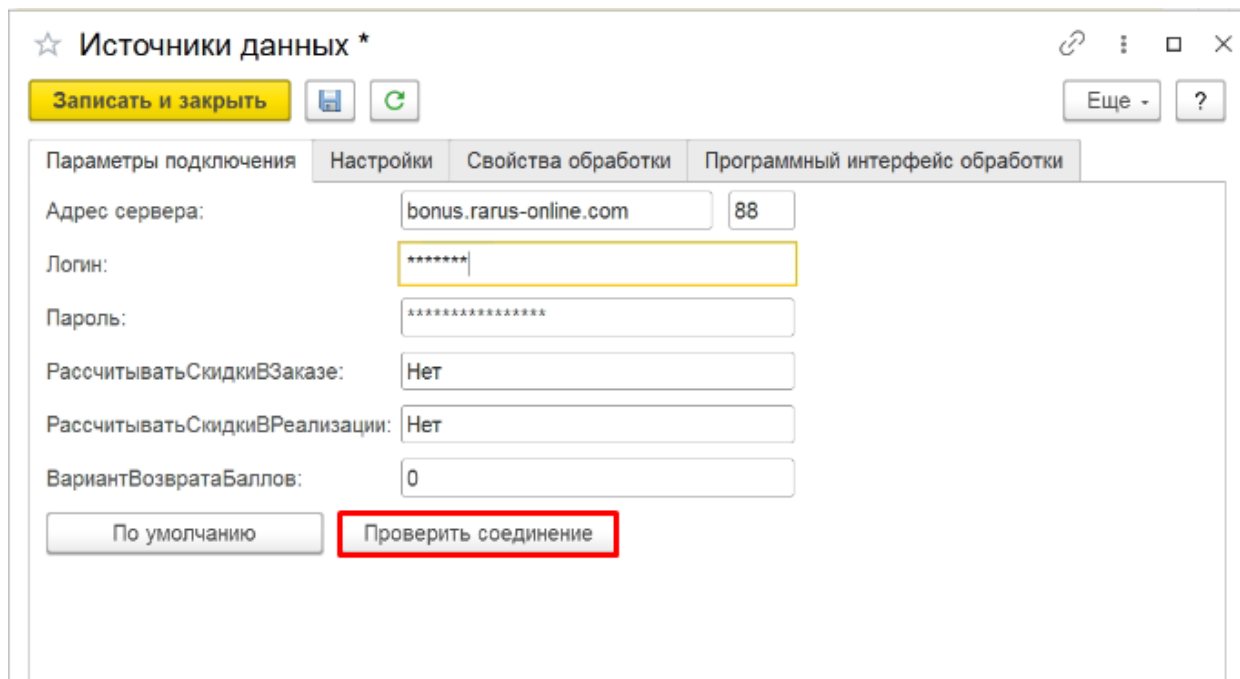 Источники данных *
Записать и закрыть Еще ?
Параметры подключения Настройки Свойства обработки Программный интерфейс обработки
Адрес сервера: bonus.rarus-online.com 88
Логин: *******
Пароль: ****************
РассчитыватьСкидкиВЗаказе: Нет
РассчитыватьСкидкиВРеализации: Нет
ВариантВозвратаБаллов: 0
По умолчанию Проверить соединение